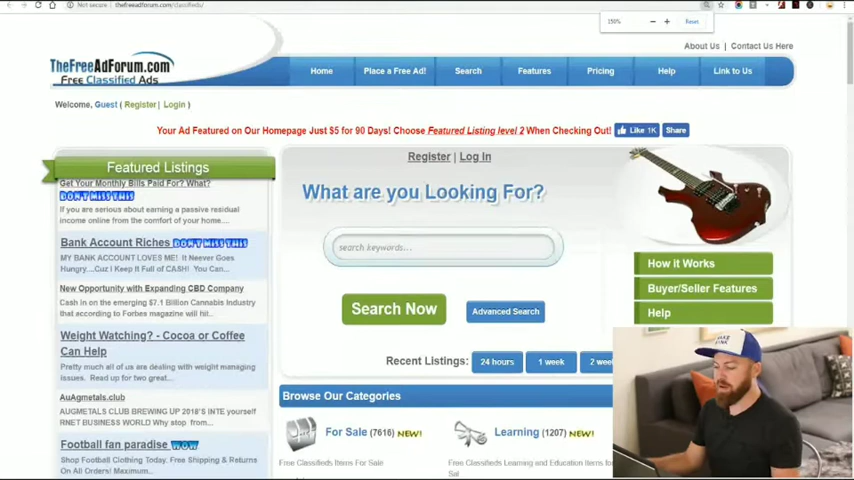 Not secure | thefreeadforum.com/classifieds/
150%
Reset
About Us | Contact Us Here
TheFreeAdForum.com
Free Classified Ads
Home
Place a Free Ad!
Search
Features
Pricing
Help
Link to Us
Welcome, Guest ( Register | Login )
Your Ad Featured on Our Homepage Just $5 for 90 Days! Choose Featured Listing level 2 When Checking Out!
Like 1K
Share
Featured Listings
Get Your Monthly Bills Paid For? What?
DON'T MISS THIS
If you are serious about earning a passive residual
income online from the comfort of your home....
Bank Account Riches DON'T MISS THIS
MY BANK ACCOUNT LOVES ME! It Neever Goes
Hungry....Cuz I Keep It Full of CASH! You Can...
New Opportunity with Expanding CBD Company
Cash in on the emerging $7.1 Billion Cannabis Industry
that according to Forbes magazine will hit...
Weight Watching? - Cocoa or Coffee
Can Help
Pretty much all of us are dealing with weight managing
issues. Read up for two great...
AuAgmetals.club
AUGMETALS CLUB BREWING UP 2018'S INTE yourself
RNET BUSINESS WORLD Why stop from...
Football fan paradise WOW
Shop Football Clothing Today. Free Shipping & Returns
On All Orders! Maximum...
Register | Log In
What are you Looking For?
search keywords...
Search Now
Advanced Search
Recent Listings:
24 hours
1 week
2 wee
How it Works
Buyer/Seller Features
Help
Browse Our Categories
For Sale (7616) NEW!
Free Classifieds Items For Sale
Learning (1207) NEW!
Free Classifieds Learning and Education Items for
Sal